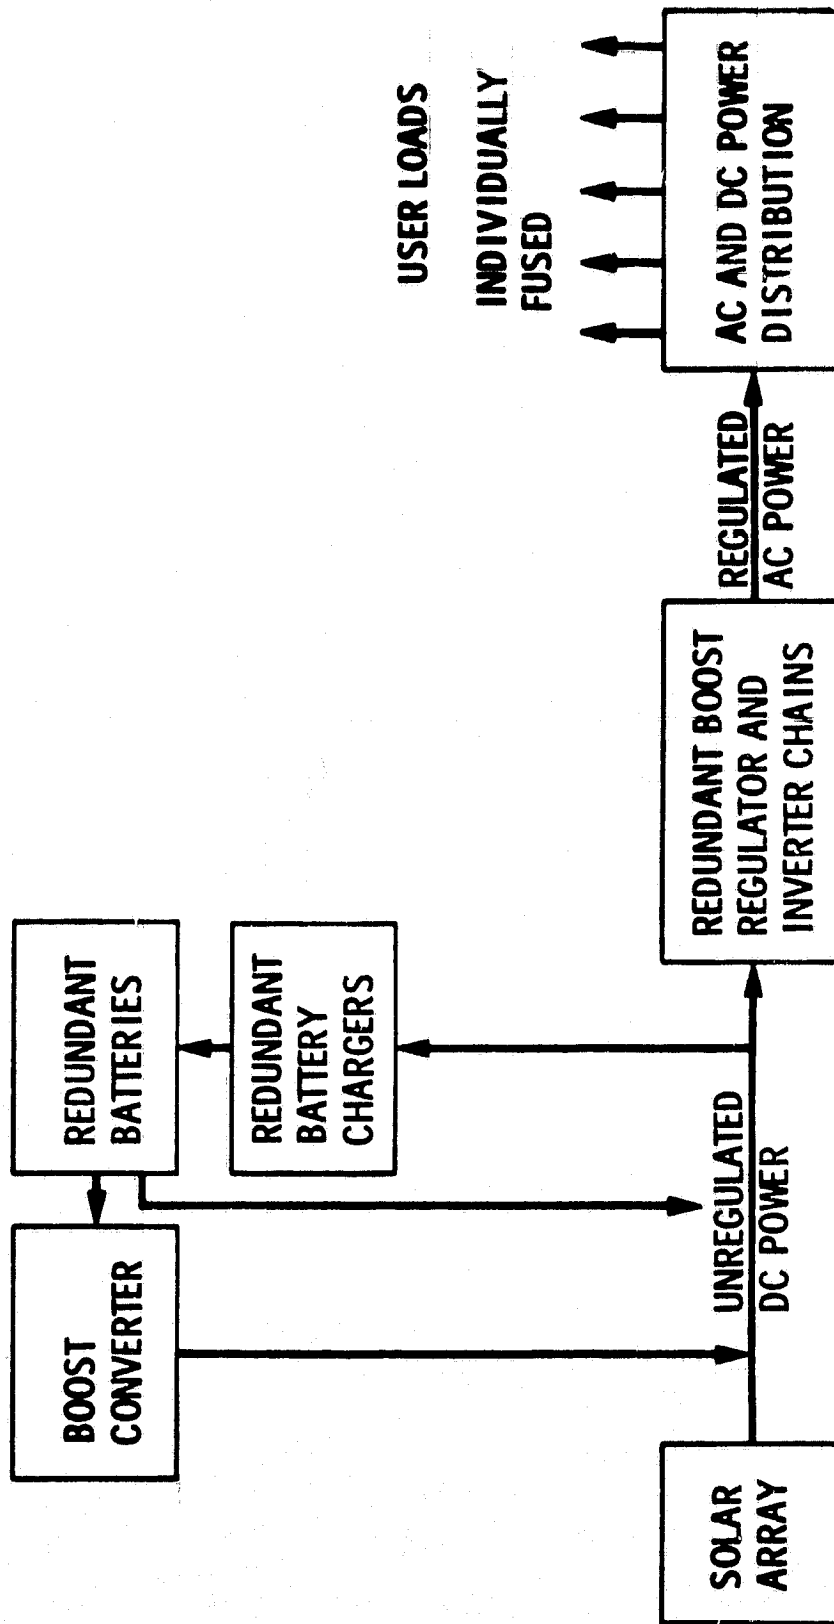 BOOST
CONVERTER
REDUNDANT
BATTERIES
REDUNDANT
BATTERY
CHARGERS
USER LOADS
INDIVIDUALLY
FUSED
SOLAR
ARRAY
UNREGULATED
DC POWER
REDUNDANT BOOST
REGULATOR AND
INVERTER CHAINS
REGULATED
AC POWER
AC AND DC POWER
DISTRIBUTION